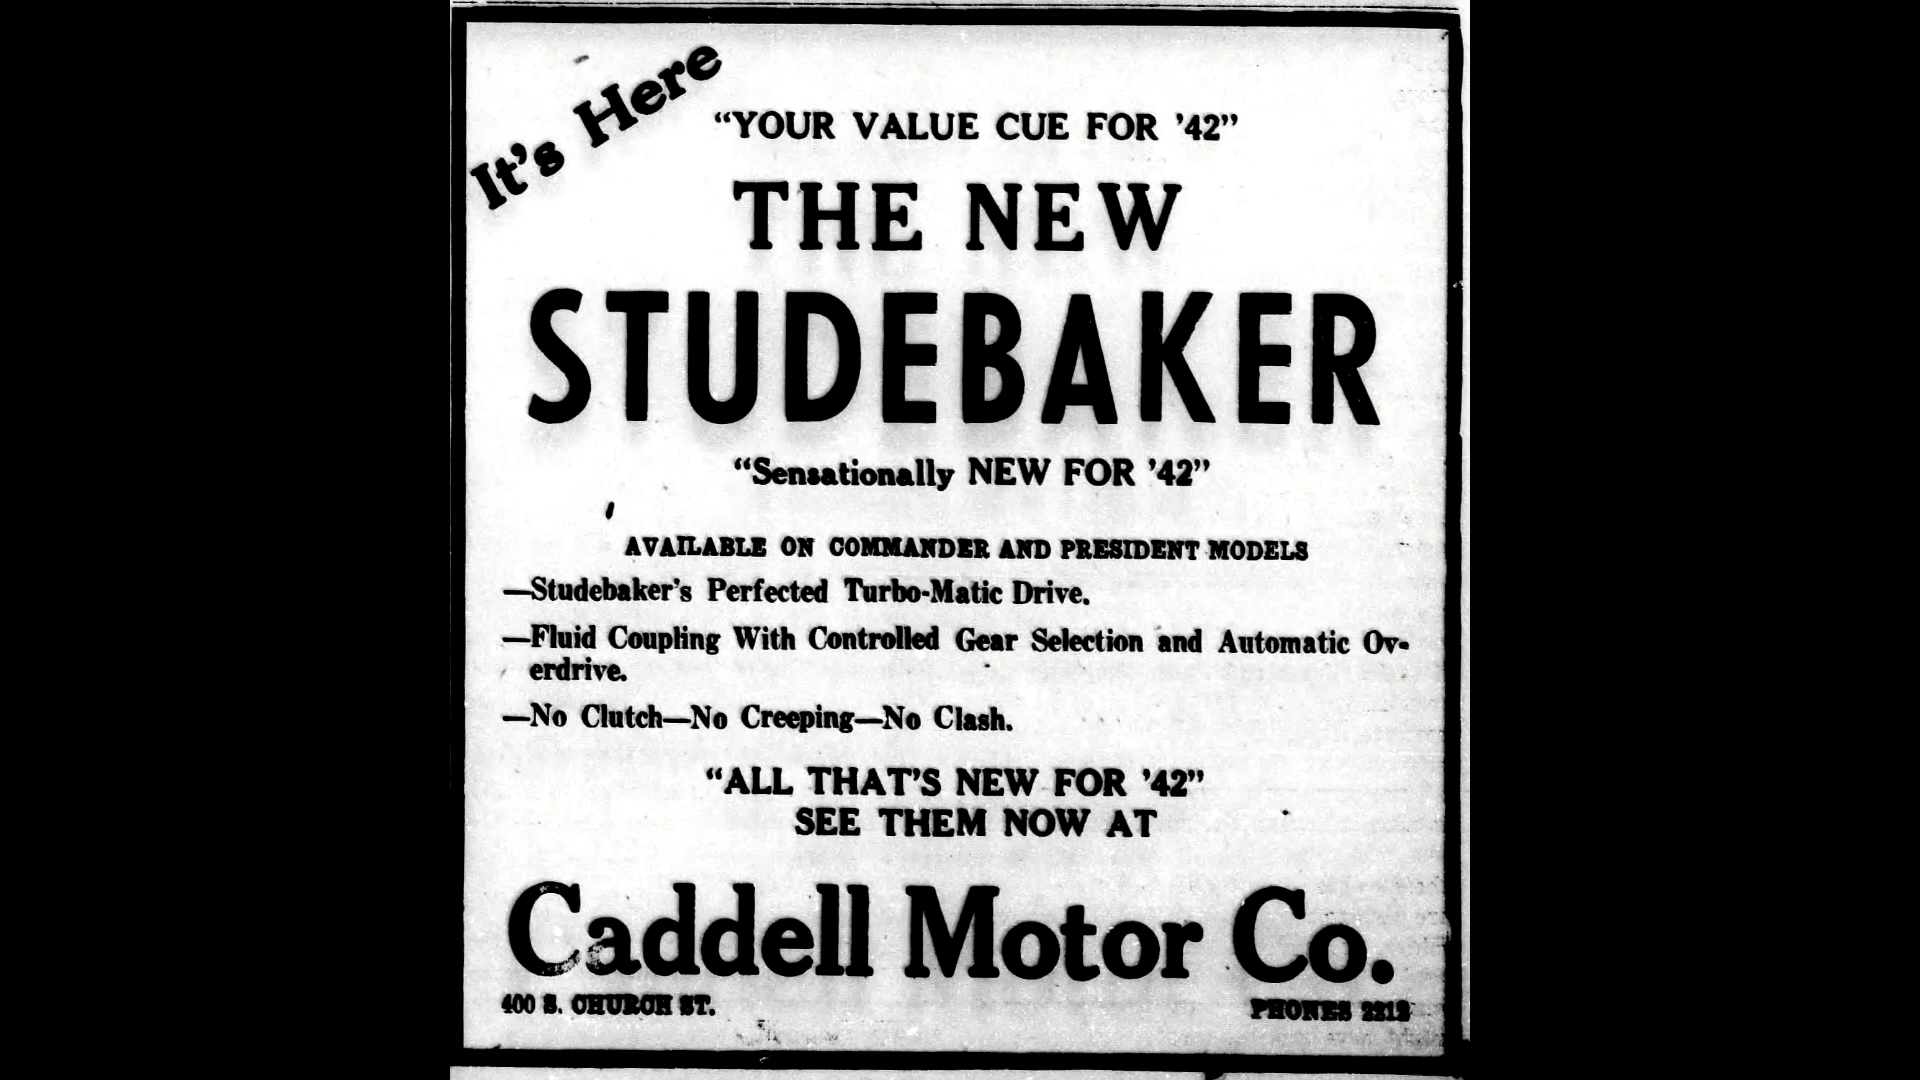 It's Here
“YOUR VALUE CUE FOR ’42”
THE NEW
STUDEBAKER
“Sensationally NEW FOR ’42”
AVAILABLE ON COMMANDER AND PRESIDENT MODELS
—Studebaker's Perfected Turbo-Matic Drive.
—Fluid Coupling With Controlled Gear Selection and Automatic Ov-
erdrive.
—No Clutch—No Creeping—No Clash.
“ALL THAT'S NEW FOR ’42”
SEE THEM NOW AT
Caddell Motor Co.
400 S. CHURCH ST.
PHONES 2212